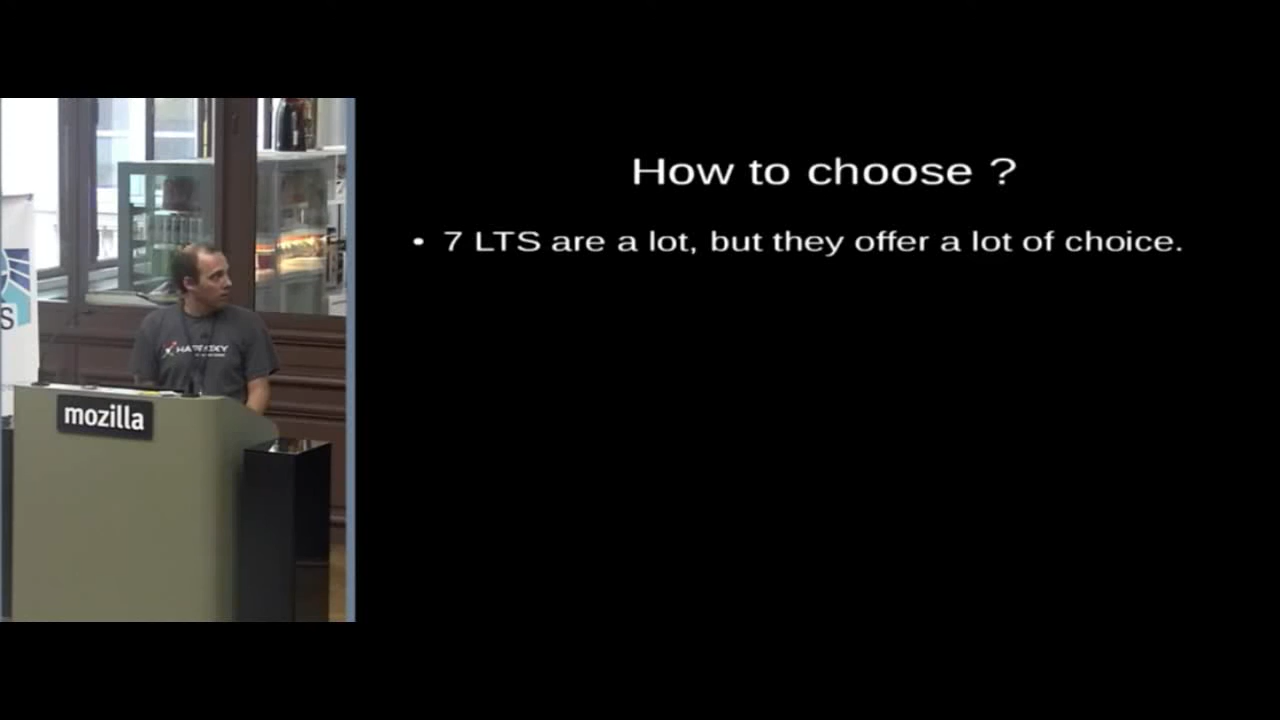 How to choose ?
• 7 LTS are a lot, but they offer a lot of choice.
S
mozilla